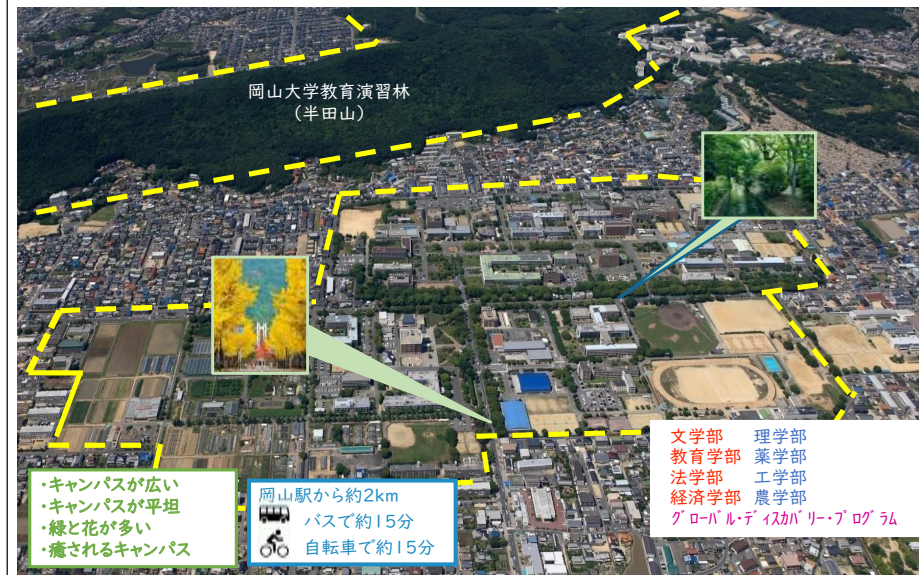 岡山大学教育演習林
（半田山）
文学部 理学部
教育学部 薬学部
法学部 工学部
経済学部 農学部
グローバル・ディスカバリー・プログラム
・キャンパスが広い
・キャンパスが平坦
・緑と花が多い
・癒されるキャンパス
岡山駅から約2km
バスで約15分
自転車で約15分